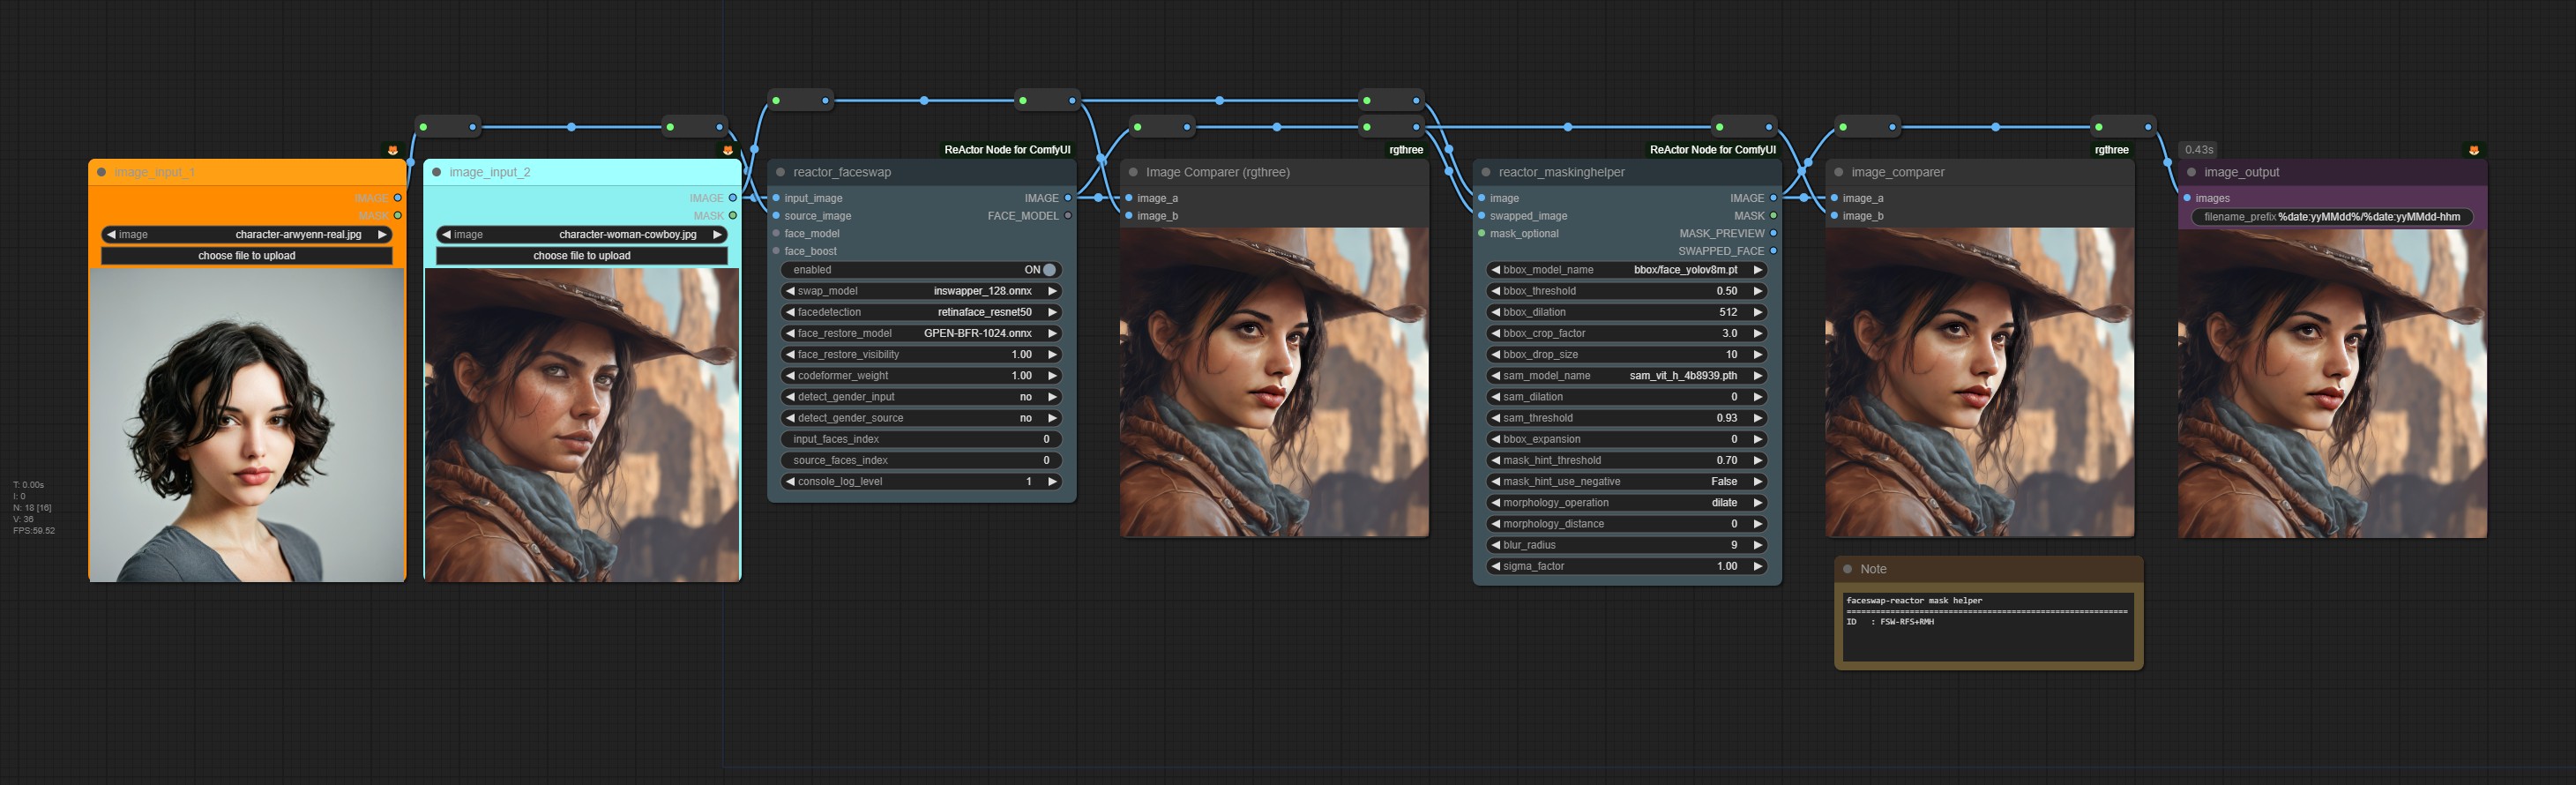 image_input_1
IMAGE
MASK
image character-arwyenn-real.jpg
choose file to upload
image_input_2
IMAGE
MASK
image character-woman-cowboy.jpg
choose file to upload
ReActor Node for ComfyUI
reactor_faceswap
input_image IMAGE
source_image FACE_MODEL
face_model
face_boost
enabled ON
swap_model inswapper_128.onnx
facedetection retinaface_resnet50
face_restore_model GPEN-BFR-1024.onnx
face_restore_visibility 1.00
codeformer_weight 1.00
detect_gender_input no
detect_gender_source no
input_faces_index 0
source_faces_index 0
console_log_level 1
rgthree
Image Comparer (rgthree)
image_a
image_b
ReActor Node for ComfyUI
reactor_maskinghelper
image IMAGE
swapped_image MASK
mask_optional MASK_PREVIEW
SWAPPED_FACE
bbox_model_name bbox/face_yolov8m.pt
bbox_threshold 0.50
bbox_dilation 512
bbox_crop_factor 3.0
bbox_drop_size 10
sam_model_name sam_vit_h_4b8939.pth
sam_dilation 0
sam_threshold 0.93
bbox_expansion 0
mask_hint_threshold 0.70
mask_hint_use_negative False
morphology_operation dilate
morphology_distance 0
blur_radius 9
sigma_factor 1.00
rgthree
image_comparer
image_a
image_b
0.43s
image_output
images
filename_prefix %date:yyMMdd%/%date:yyMMdd-hhm
Note
faceswap-reactor mask helper
==========================================================
ID : FSW-RFS+RMH
T: 0.00s
I: 0
N: 18 [16]
V: 36
FPS:59.52